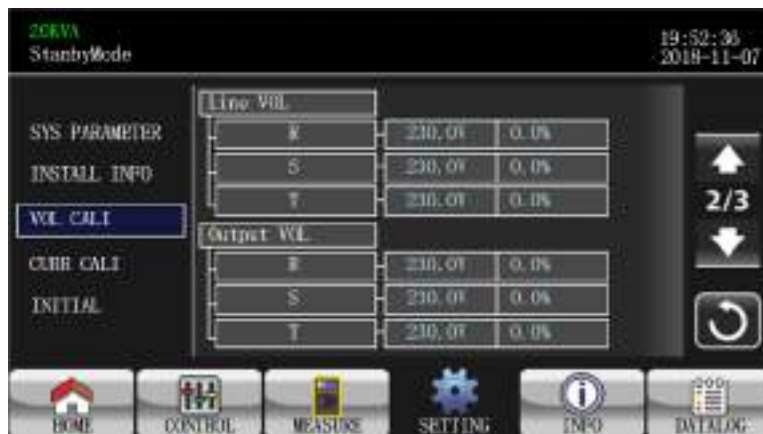 20KVA
StanbyMode
19:52:36
2018-11-07
SYS PARAMETER
INSTALL INFO
VOL CALI
CURR CALI
INITIAL
Line VOL
R 230.0V 0.0%
S 230.0V 0.0%
T 230.0V 0.0%
Output VOL
R 230.0V 0.0%
S 230.0V 0.0%
T 230.0V 0.0%
2/3
HOME
CONTROL
MEASURE
SETTING
INFO
DATALOG